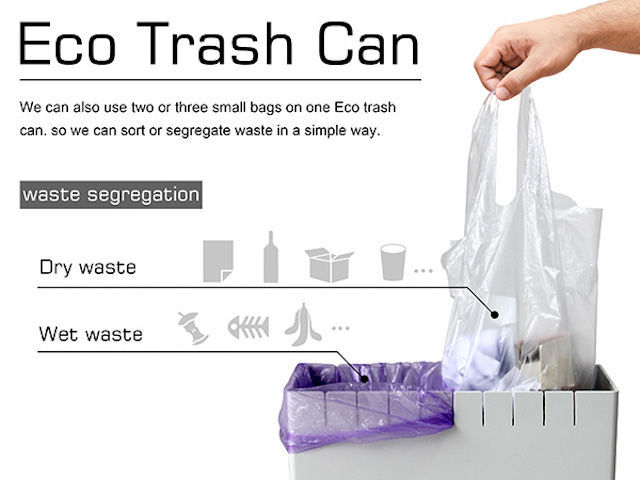 Eco Trash Can
We can also use two or three small bags on one Eco trash
can. so we can sort or segregate waste in a simple way.
waste segregation
Dry waste
Wet waste